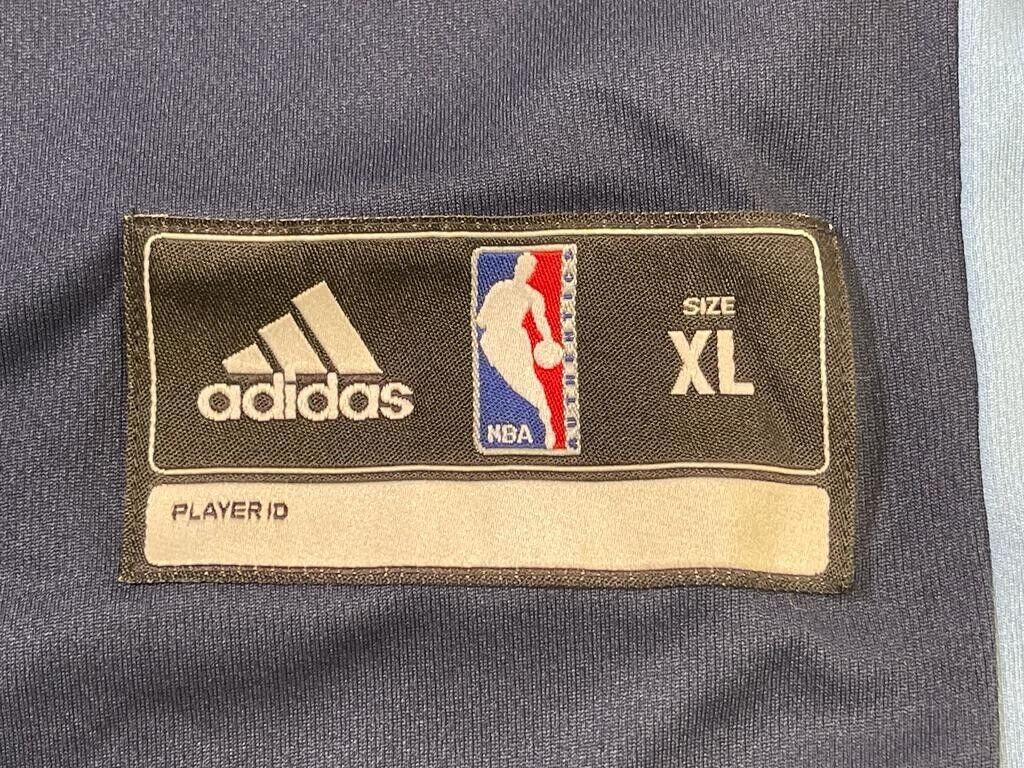 adidas
NBA
AUTHENTICS
SIZE
XL
PLAYER ID